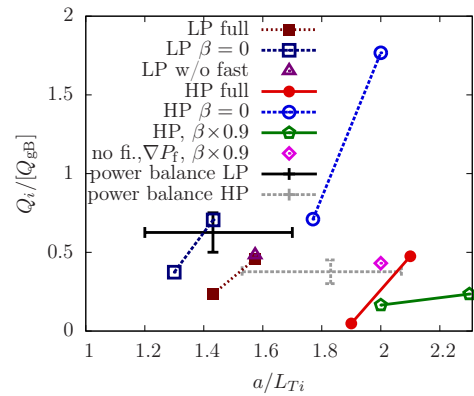 2
1.5
1
0.5
0
Q_i/[Q_gB]
LP full
LP β = 0
LP w/o fast
HP full
HP β = 0
HP, β×0.9
no fi.,∇P_f, β×0.9
power balance LP
power balance HP
1 1.2 1.4 1.6 1.8 2 2.2
a/L_Ti